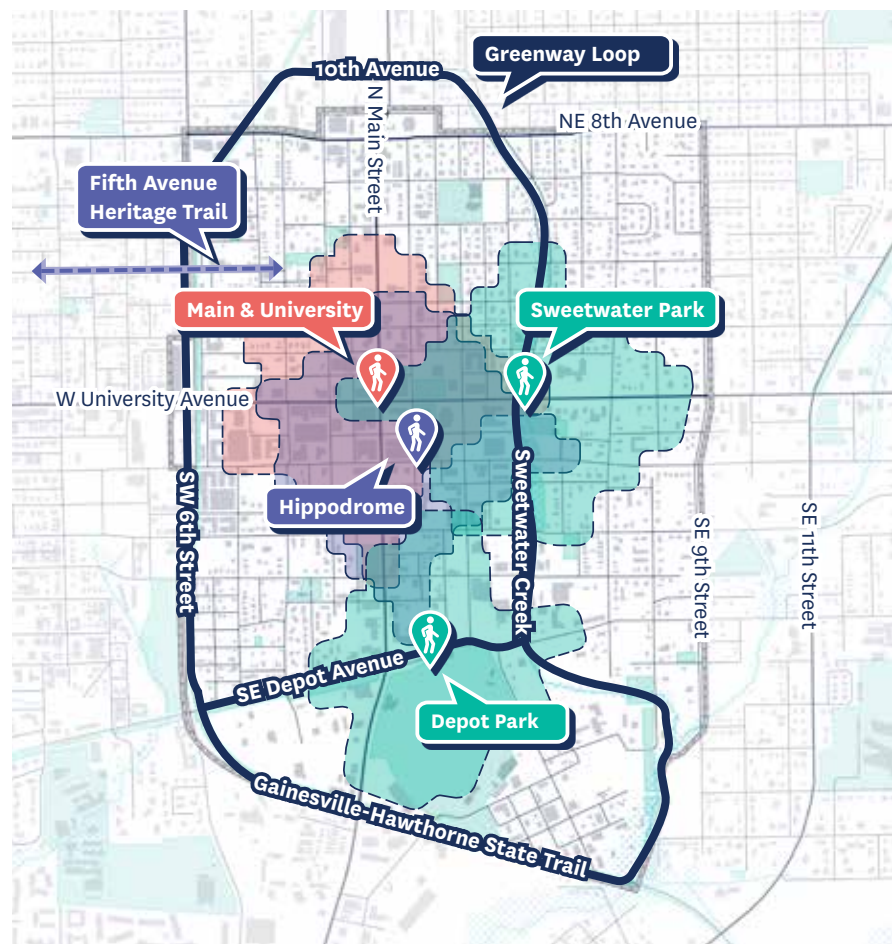 Greenway Loop
10th Avenue
N Main Street
NE 8th Avenue
Fifth Avenue
Heritage Trail
Main & University
Sweetwater Park
W University Avenue
Hippodrome
SW 6th Street
Sweetwater Creek
SE 9th Street
SE 11th Street
SE Depot Avenue
Depot Park
Gainesville-Hawthorne State Trail